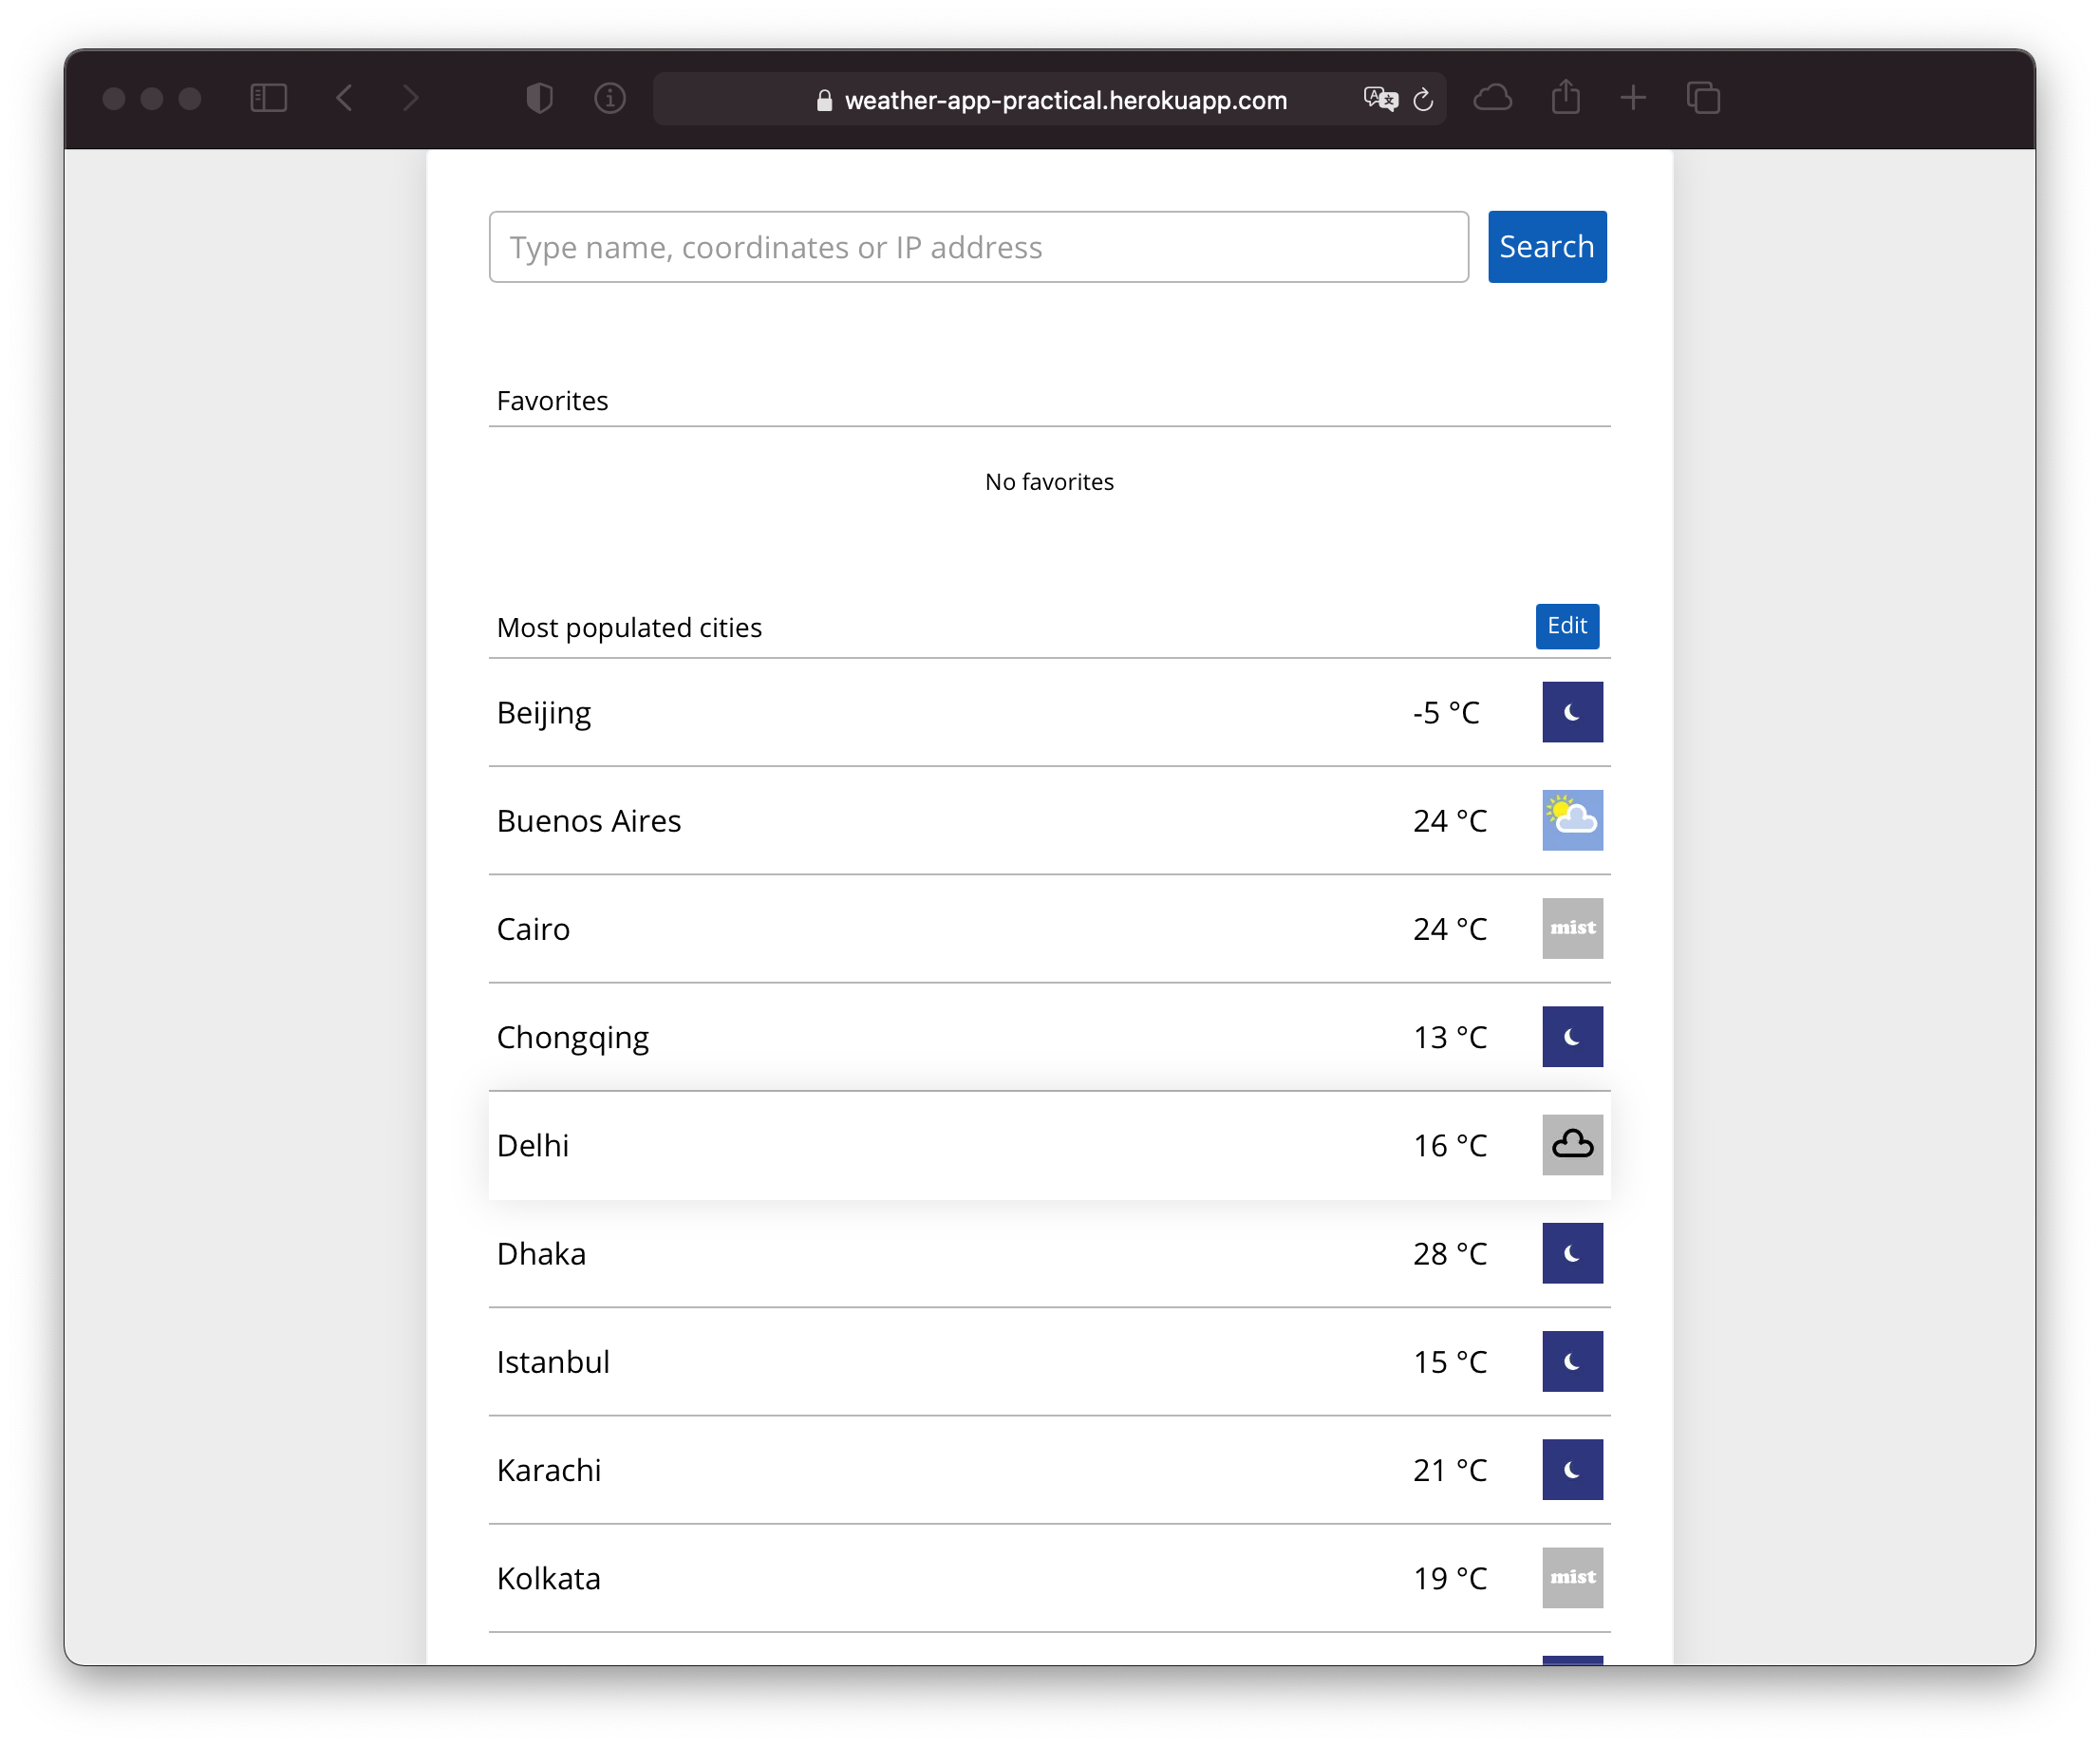 weather-app-practical.herokuapp.com
Type name, coordinates or IP address Search
Favorites
No favorites
Most populated cities Edit
Beijing -5 °C
Buenos Aires 24 °C
Cairo 24 °C mist
Chongqing 13 °C
Delhi 16 °C
Dhaka 28 °C
Istanbul 15 °C
Karachi 21 °C
Kolkata 19 °C mist